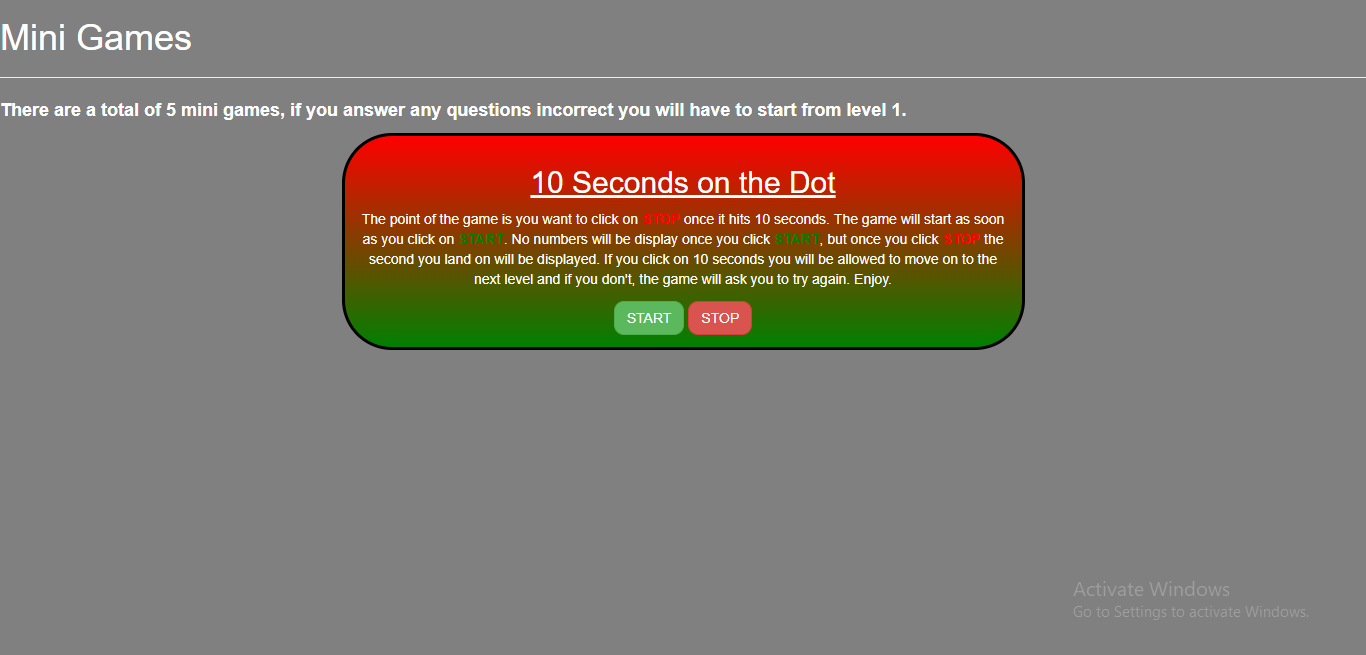 Mini Games
There are a total of 5 mini games, if you answer any questions incorrect you will have to start from level 1.
10 Seconds on the Dot
The point of the game is you want to click on STOP once it hits 10 seconds. The game will start as soon
as you click on START. No numbers will be display once you click START, but once you click STOP the
second you land on will be displayed. If you click on 10 seconds you will be allowed to move on to the
next level and if you don't, the game will ask you to try again. Enjoy.
START STOP
Activate Windows
Go to Settings to activate Windows.